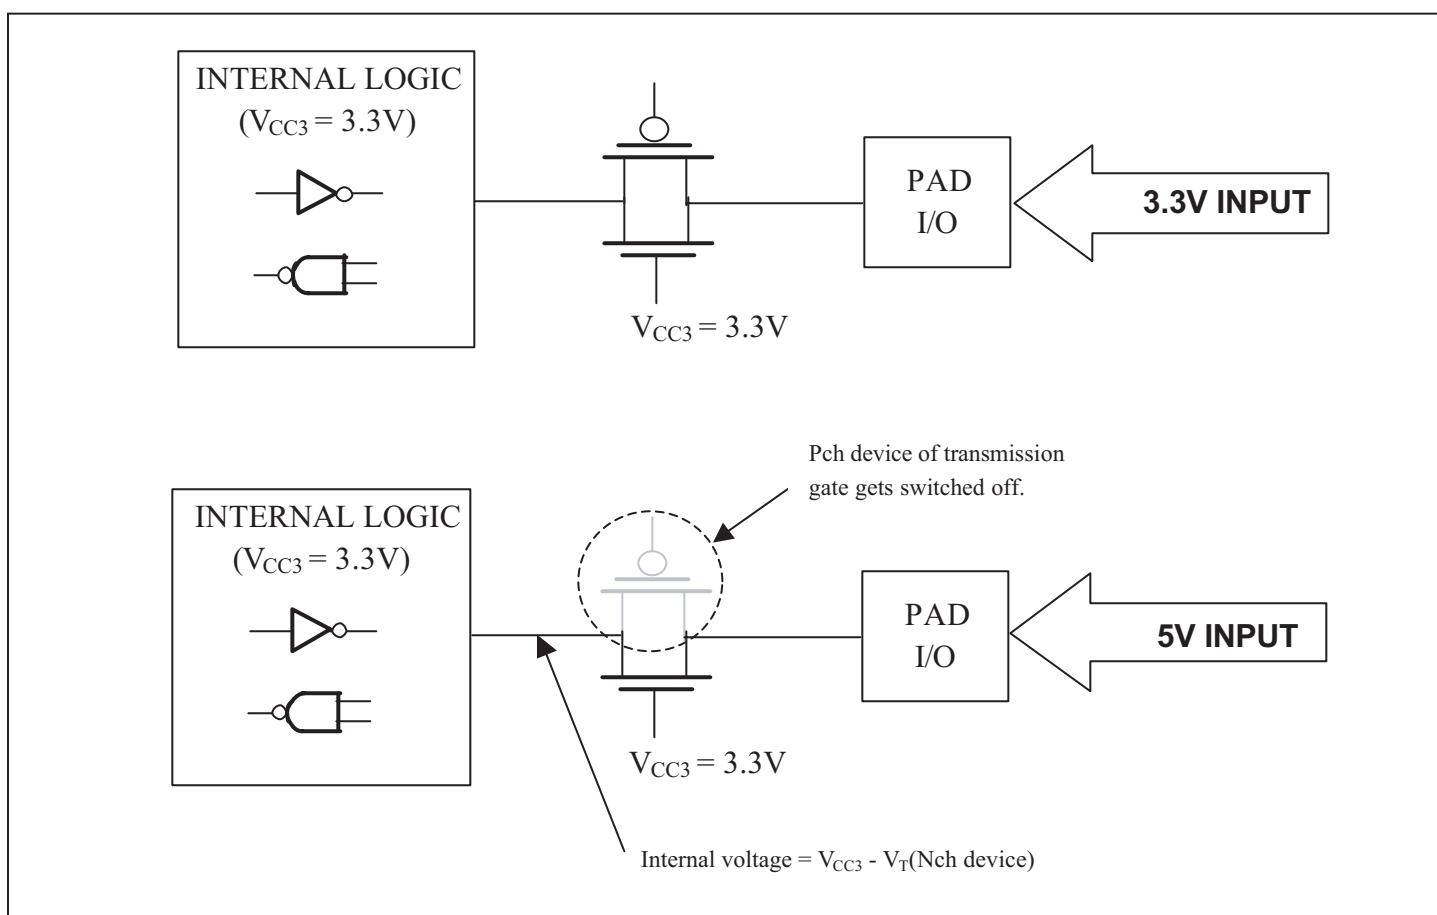 INTERNAL LOGIC
(VCC3 = 3.3V)
PAD
I/O
3.3V INPUT
VCC3 = 3.3V
Pch device of transmission
gate gets switched off.
INTERNAL LOGIC
(VCC3 = 3.3V)
PAD
I/O
5V INPUT
VCC3 = 3.3V
Internal voltage = VCC3 - VT(Nch device)